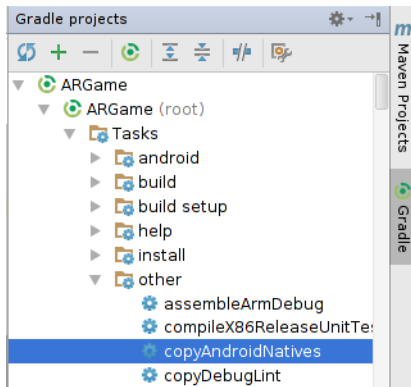 Gradle projects
ARGame
ARGame (root)
Tasks
android
build
build setup
help
install
other
assembleArmDebug
compileX86ReleaseUnitTe
copyAndroidNatives
copyDebugLint
Maven Projects
Gradle